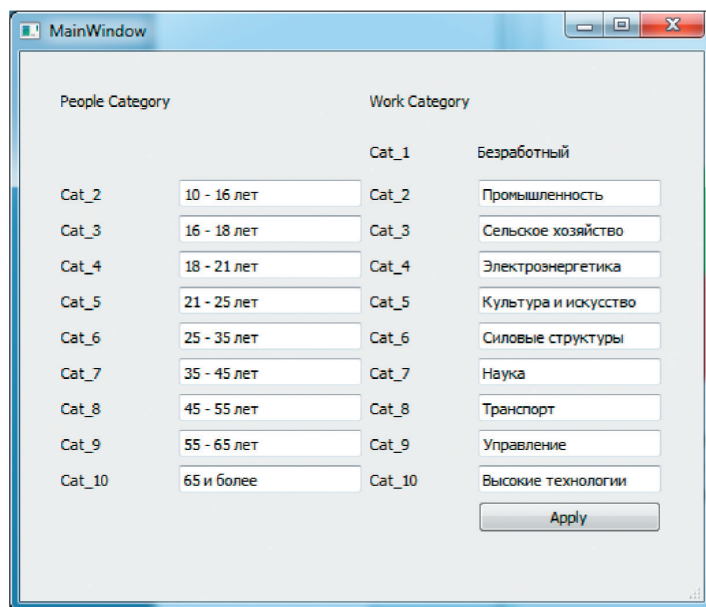 MainWindow
People Category Work Category
Cat_1 Безработный
Cat_2 10 - 16 лет Cat_2 Промышленность
Cat_3 16 - 18 лет Cat_3 Сельское хозяйство
Cat_4 18 - 21 лет Cat_4 Электроэнергетика
Cat_5 21 - 25 лет Cat_5 Культура и искусство
Cat_6 25 - 35 лет Cat_6 Силовые структуры
Cat_7 35 - 45 лет Cat_7 Наука
Cat_8 45 - 55 лет Cat_8 Транспорт
Cat_9 55 - 65 лет Cat_9 Управление
Cat_10 65 и более Cat_10 Высокие технологии
Apply